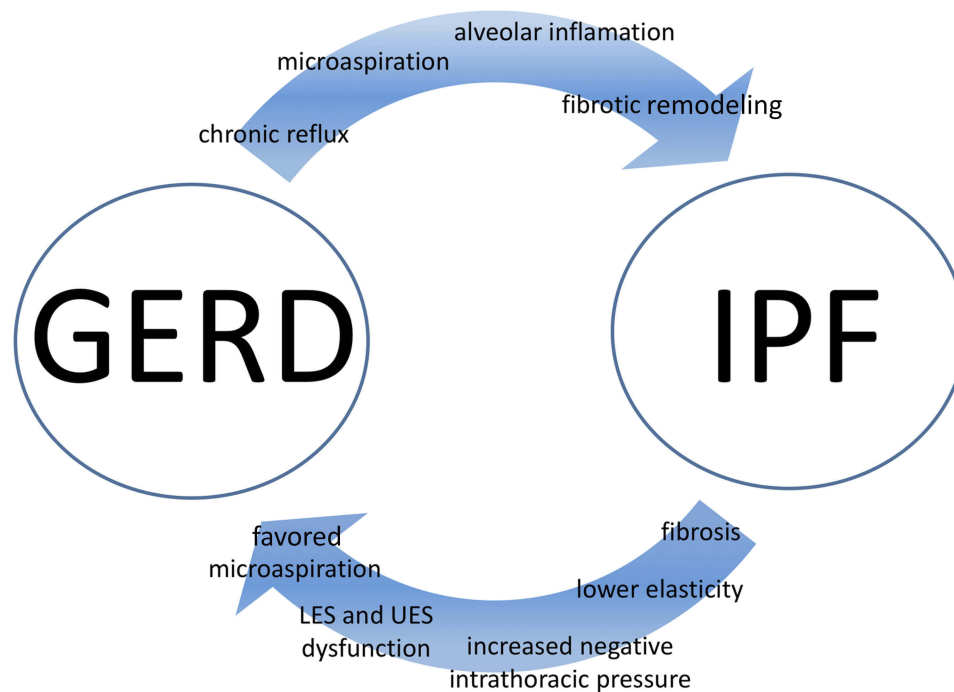 alveolar inflamation
microaspiration
fibrotic remodeling
chronic reflux
GERD
IPF
fibrosis
lower elasticity
increased negative
intrathoracic pressure
LES and UES
dysfunction
favored
microaspiration